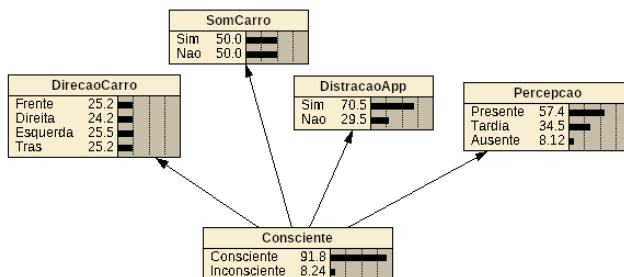 SomCarro
Sim 50.0
Nao 50.0
DirecaoCarro
Frente 25.2
Direita 24.2
Esquerda 25.5
Tras 25.2
DistracaoApp
Sim 70.5
Nao 29.5
Percepcao
Presente 57.4
Tardia 34.5
Ausente 8.12
Consciente
Consciente 91.8
Inconsciente 8.24